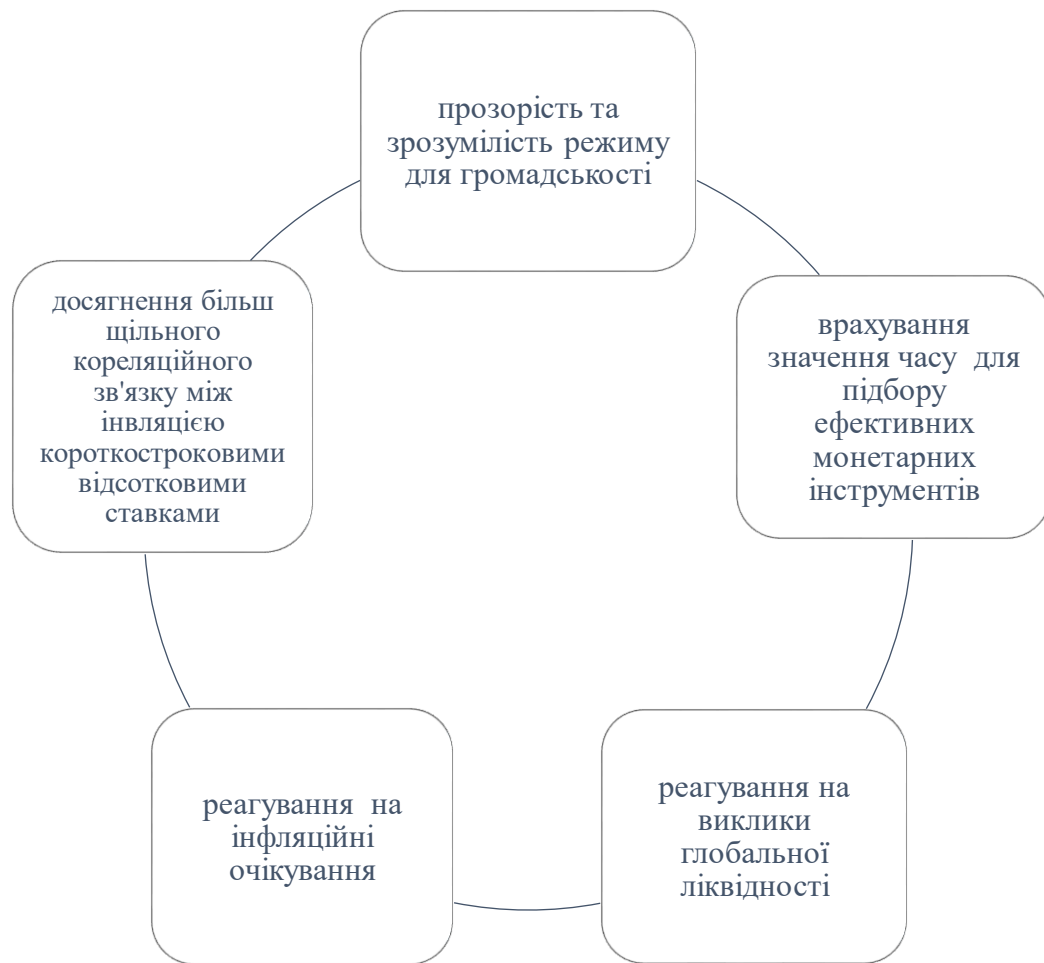 прозорість та
зрозумілість режиму
для громадськості
врахування
значення часу для
підбору
ефективних
монетарних
інструментів
реагування на
виклики
глобальної
ліквідності
реагування на
інфляційні
очікування
досягнення більш
щільного
кореляційного
зв'язку між
інвляцією
короткостроковими
відсотковими
ставками